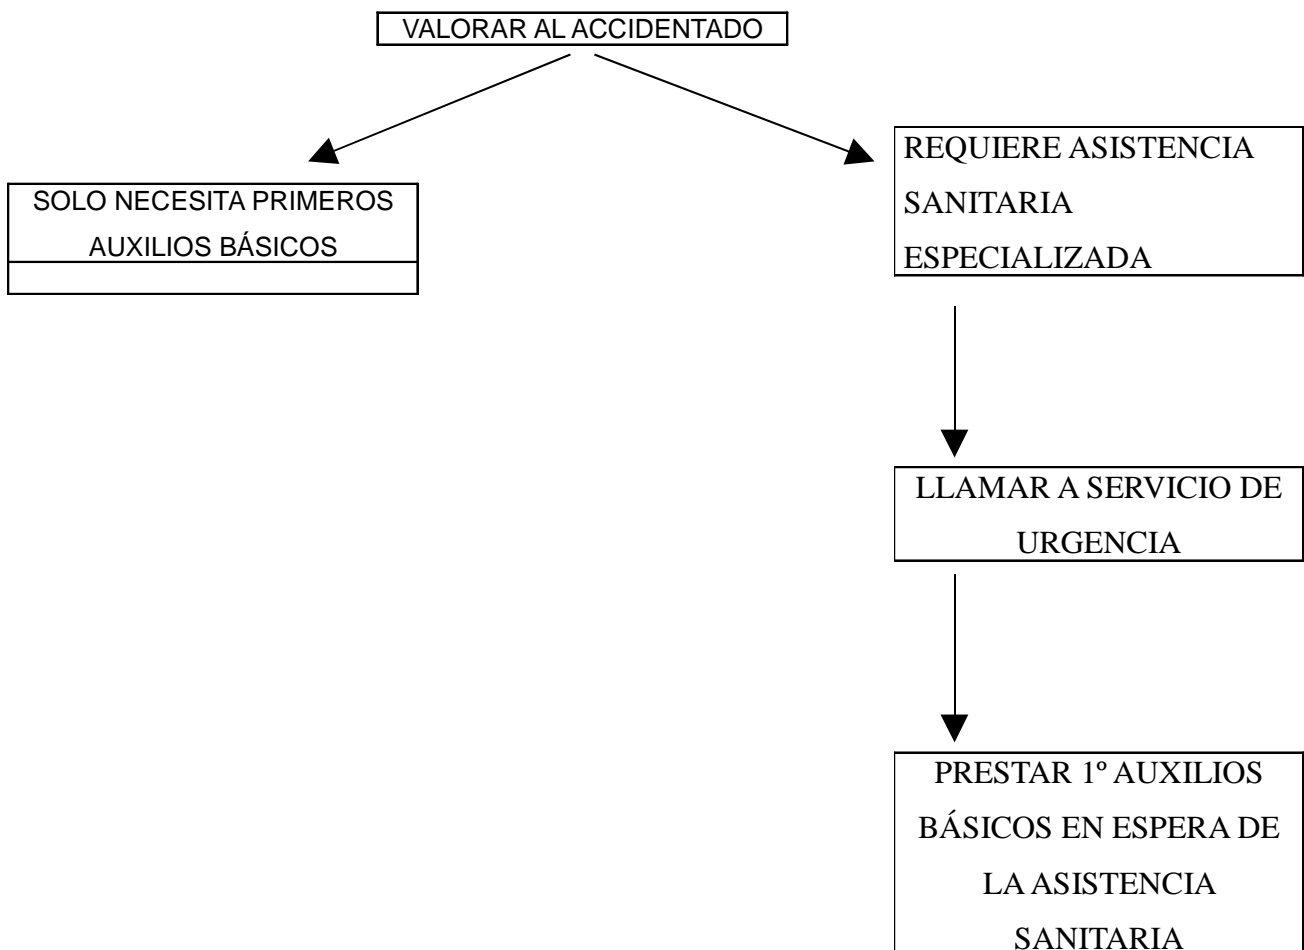 VALORAR AL ACCIDENTADO
SOLO NECESITA PRIMEROS
AUXILIOS BÁSICOS
REQUIERE ASISTENCIA
SANITARIA
ESPECIALIZADA
LLAMAR A SERVICIO DE
URGENCIA
PRESTAR 1º AUXILIOS
BÁSICOS EN ESPERA DE
LA ASISTENCIA
SANITARIA